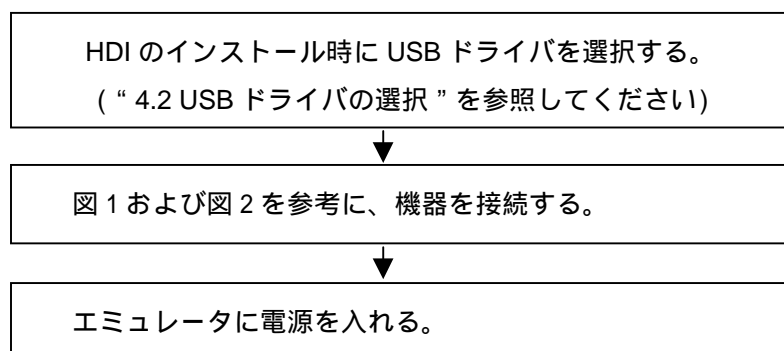 HDI のインストール時に USB ドライバを選択する。
( “ 4.2 USB ドライバの選択 ” を参照してください)
図 1 および図 2 を参考に、機器を接続する。
エミュレータに電源を入れる。